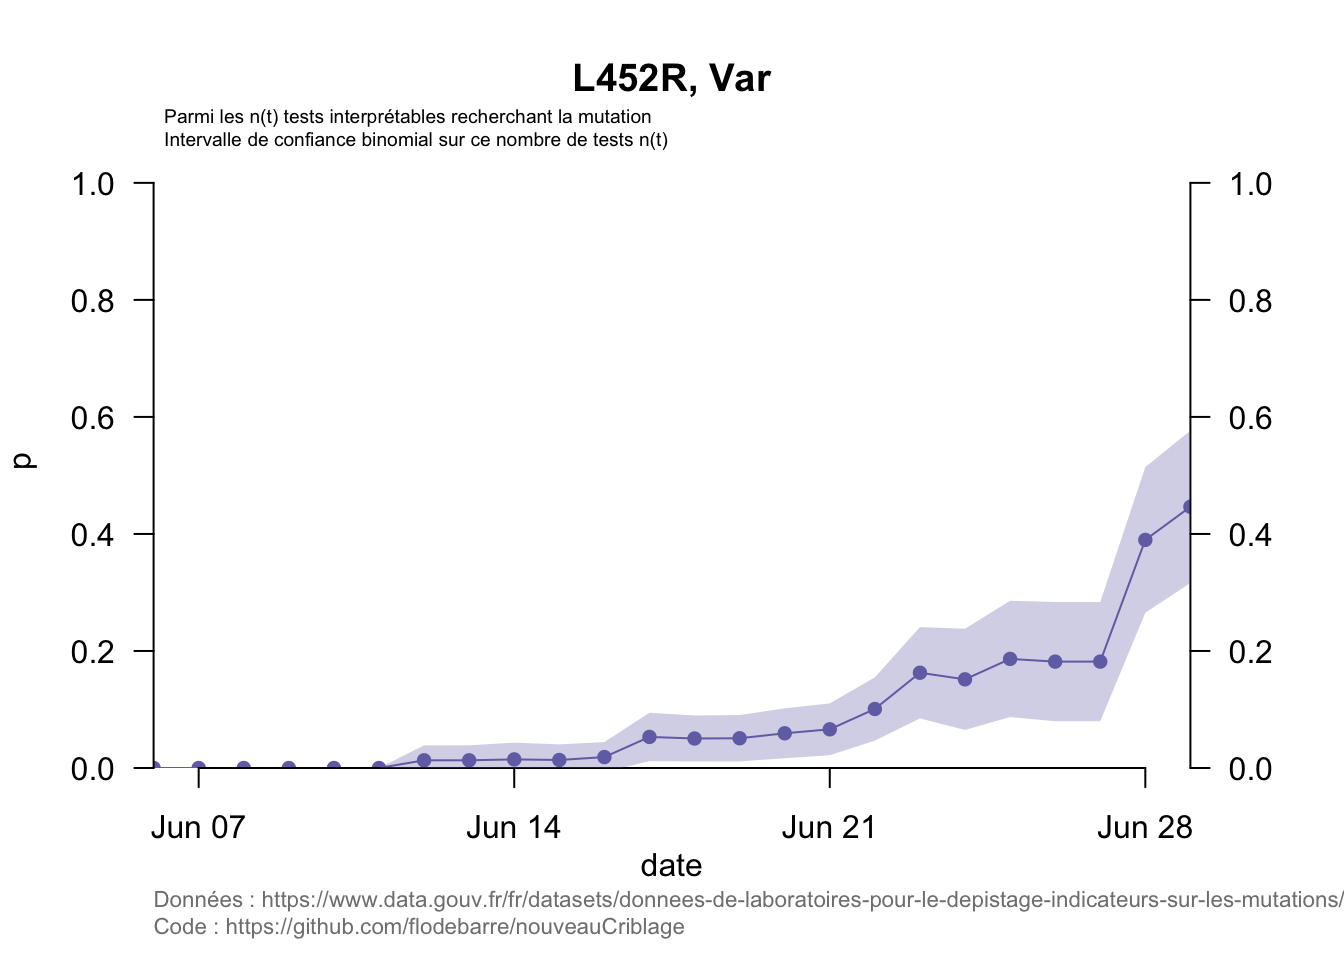 L452R, Var
Parmi les n(t) tests interprétables recherchant la mutation
Intervalle de confiance binomial sur ce nombre de tests n(t)
1.0 1.0
0.8 0.8
0.6 0.6
p
0.4 0.4
0.2 0.2
0.0 0.0
Jun 07 Jun 14 Jun 21 Jun 28
date
Données : https://www.data.gouv.fr/fr/datasets/donnees-de-laboratoires-pour-le-depistage-indicateurs-sur-les-mutations/
Code : https://github.com/flodebarre/nouveauCriblage